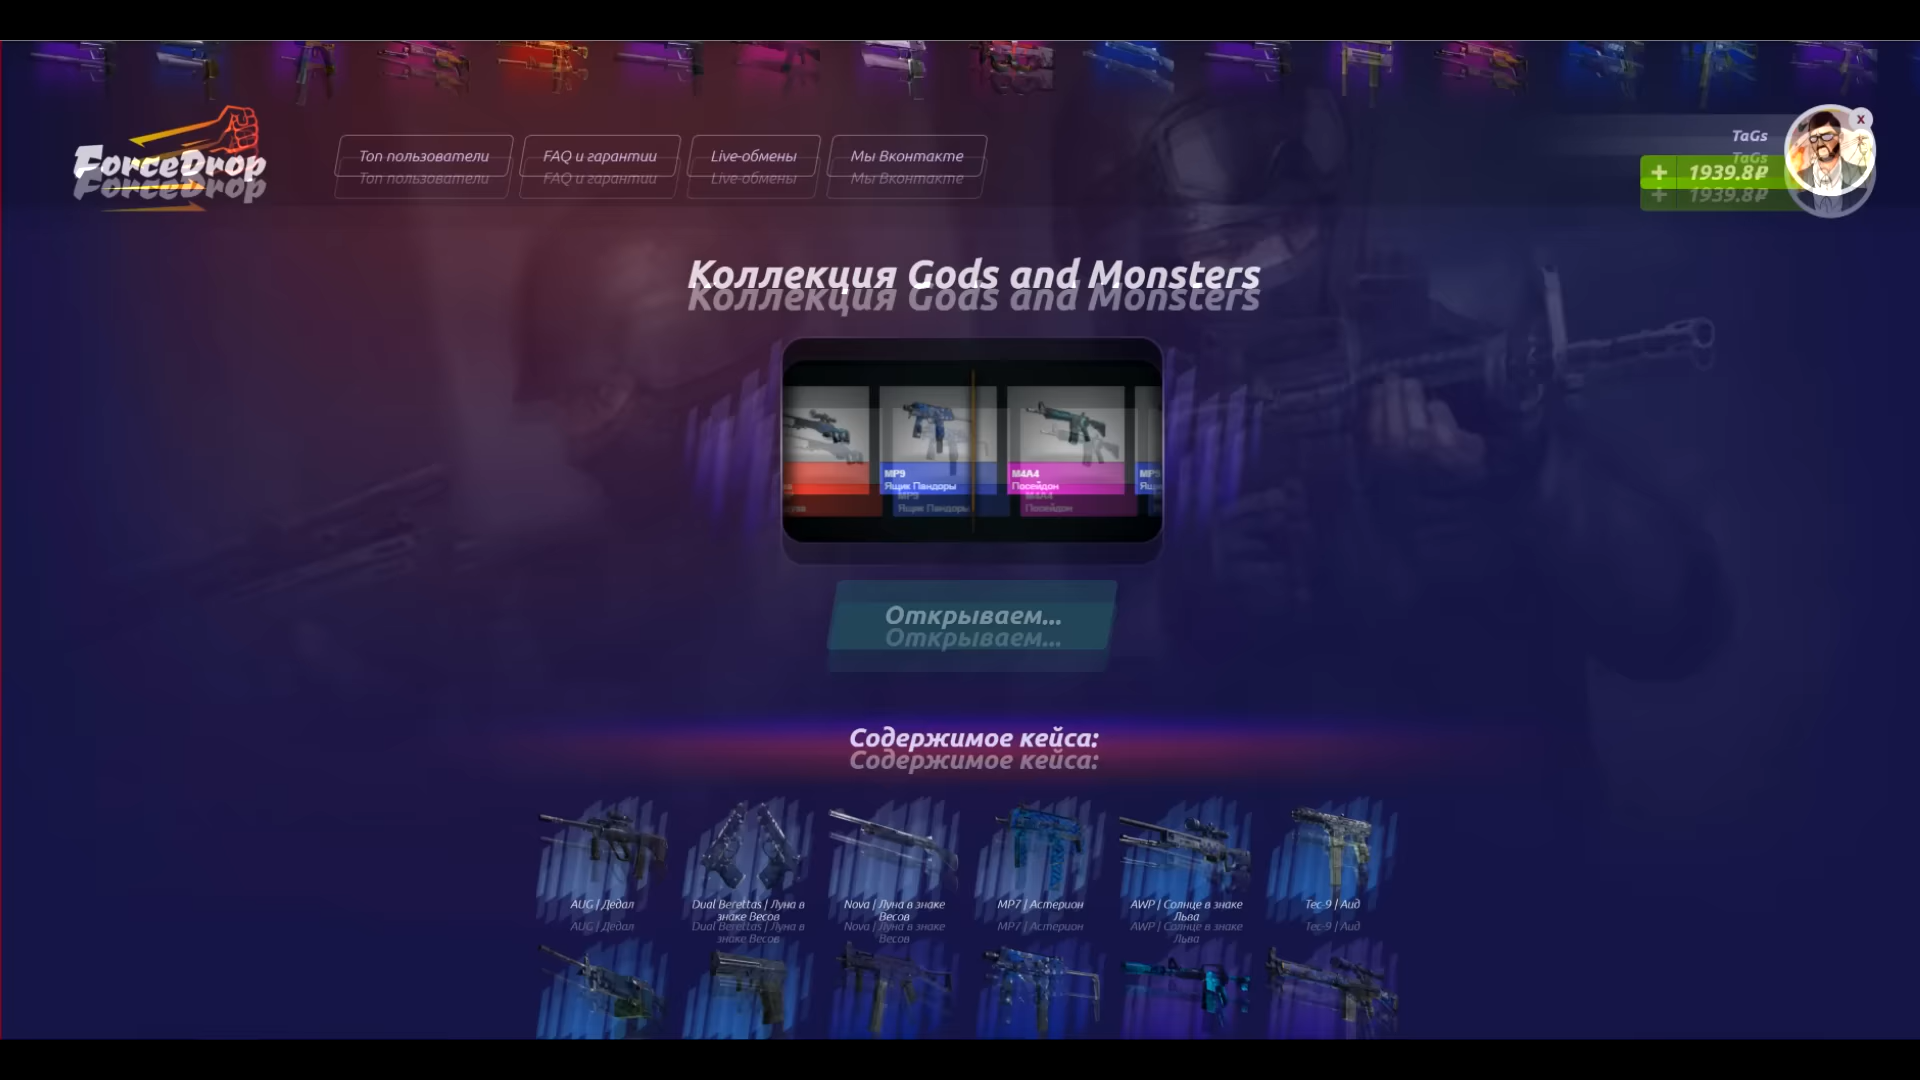 ForceDrop
Топ пользователи
FAQ и гарантии
Live-обмены
Мы Вконтакте
TaGs
x
+ 1939.8₽
Коллекция Gods and Monsters
MP9
Ящик Пандоры
M4A4
Посейдон
Открываем...
Содержимое кейса:
AUG | Дедал
Dual Berettas | Луна в
знаке Весов
Nova | Луна в знаке
Весов
MP7 | Астерион
AWP | Солнце в знаке
Льва
Tec-9 | Аид